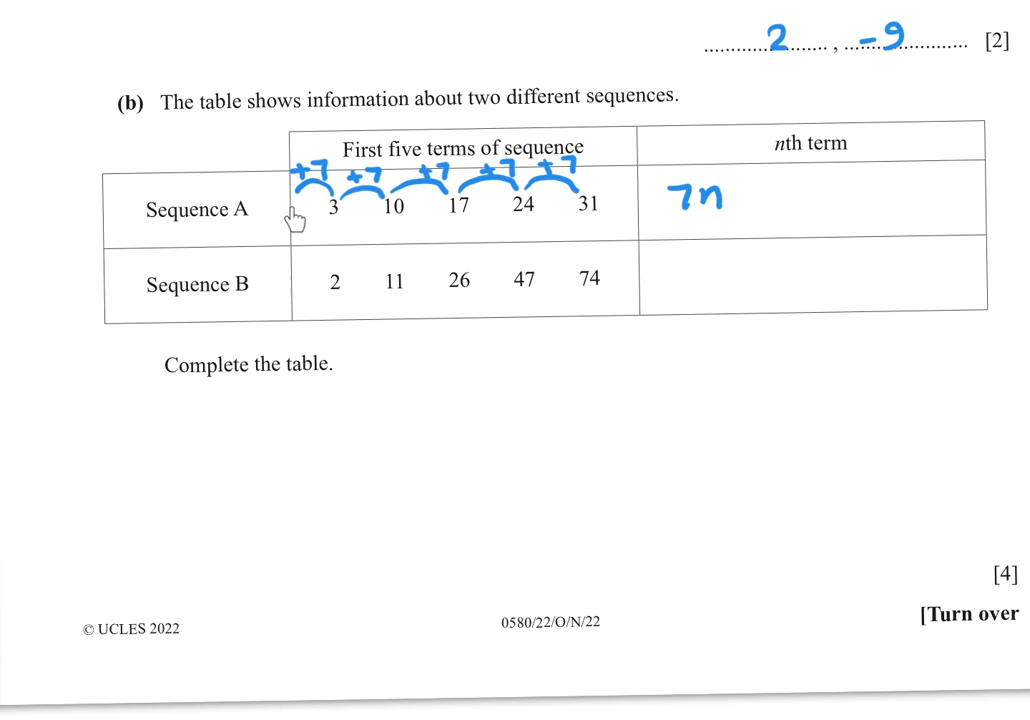 ............2......., ......–9............ [2]
(b) The table shows information about two different sequences.
First five terms of sequence nth term
+7 +7 +7 +7 +7
Sequence A 3 10 17 24 31 7n
Sequence B 2 11 26 47 74
Complete the table.
[4]
© UCLES 2022 0580/22/O/N/22 [Turn over